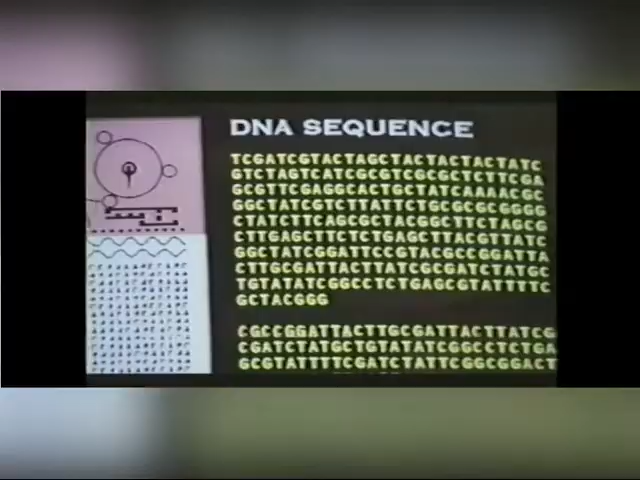 DNA SEQUENCE
TCGATCGTACTAGCTACTACTACTATC
GTCTAGTCATCGCGTCGCGCTCTTCGA
GCGTTCGAGGCACTGCTATCAAAACGC
GGCTATCGTCTTATTCTGCGCGCGGGG
CTATCTTCAGCGCTACGGCTTCTAGCG
CTTGAGCTTCTCTGAGCTTACGTTATC
GGCTATCGGATTCCGTACGCCGGATTA
CTTGCGATTACTTATCGCGATCTATGC
TGTATATCGGCCTCTGAGCGTATTTTC
GCTACGGG
CGCCGGATTACTTGCGATTACTTATCG
CGATCTATGCTGTATATCGGCCTCTGA
GCGTATTTTCGATCTATTCGGCGGACT